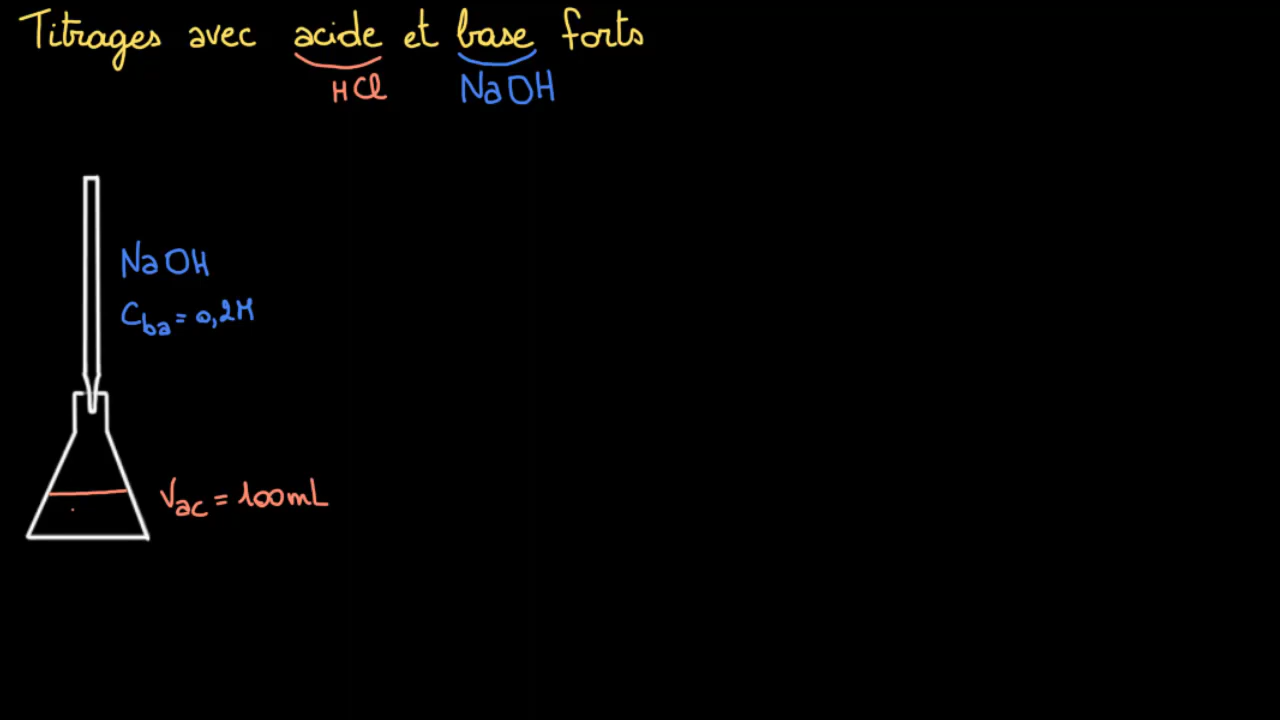 Titrages avec acide et base forts
HCl NaOH
NaOH
Cba = 0,2M
Vac = 100mL